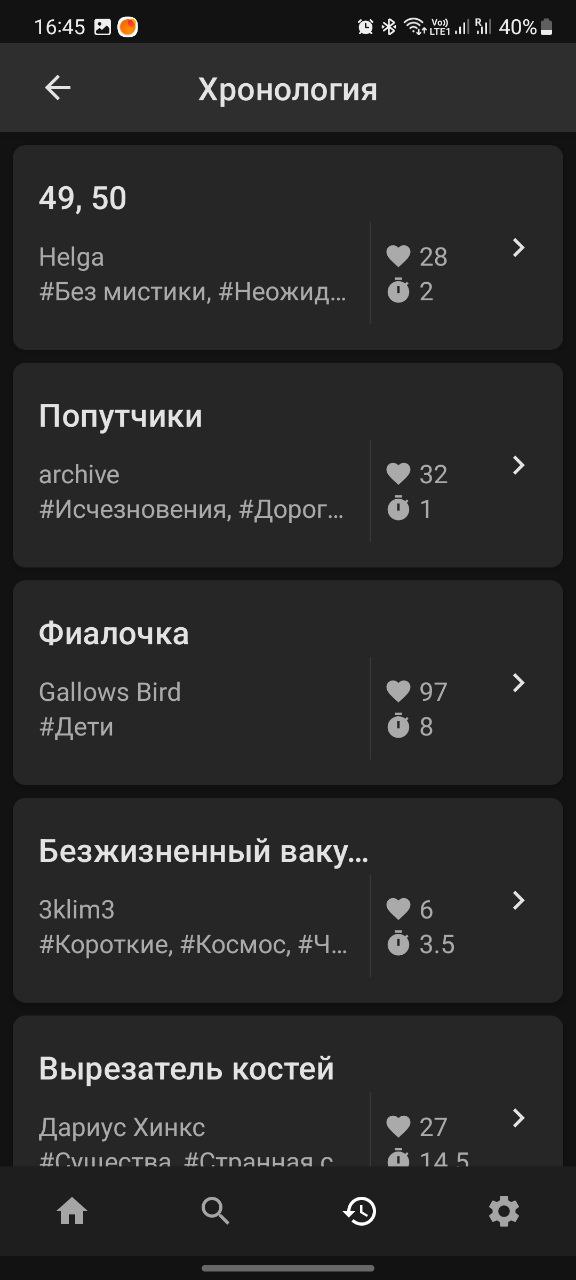 16:45 Vo)) LTE1 R 40%
Хронология
49, 50
Helga
28
#Без мистики, #Неожид...
2
Попутчики
archive
32
#Исчезновения, #Дорог...
1
Фиалочка
Gallows Bird
97
#Дети
8
Безжизненный ваку...
3klim3
6
#Короткие, #Космос, #Ч...
3.5
Вырезатель костей
Дариус Хинкс
27
#Существа, #Странная с
14.5